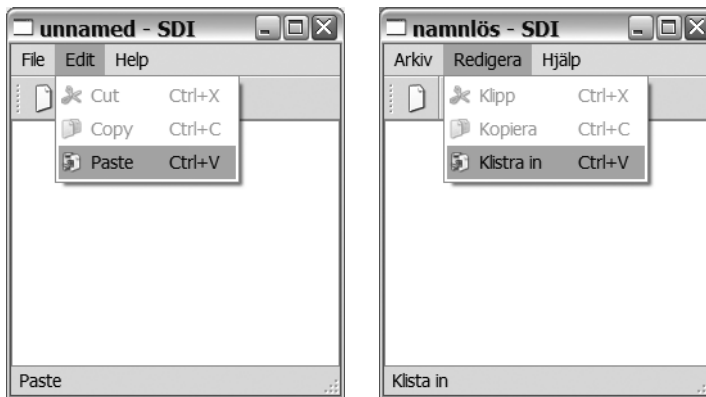 unnamed - SDI
File Edit Help
Cut Ctrl+X
Copy Ctrl+C
Paste Ctrl+V
Paste
namnlös - SDI
Arkiv Redigera Hjälp
Klipp Ctrl+X
Kopiera Ctrl+C
Klistra in Ctrl+V
Klista in